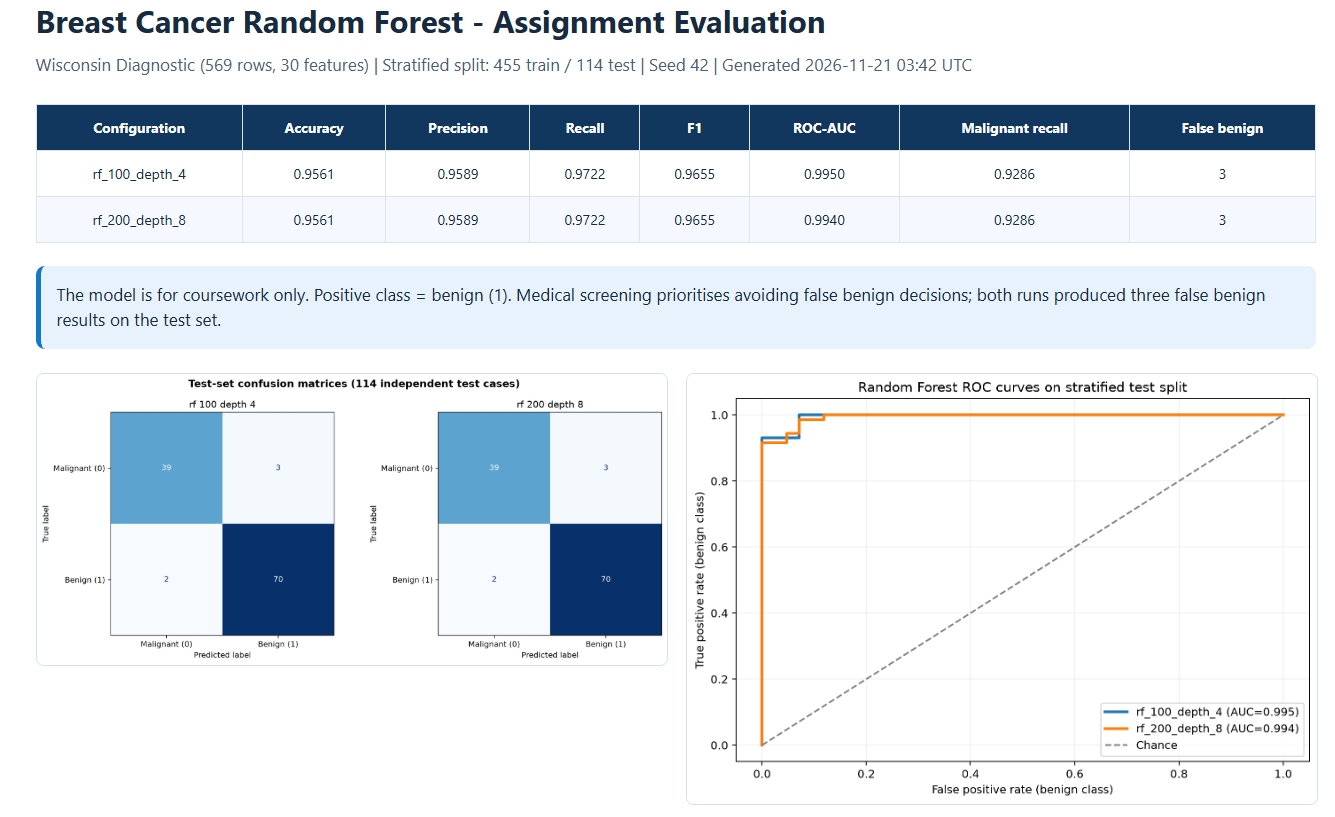 Breast Cancer Random Forest - Assignment Evaluation
Wisconsin Diagnostic (569 rows, 30 features) | Stratified split: 455 train / 114 test | Seed 42 | Generated 2026-11-21 03:42 UTC
Configuration Accuracy Precision Recall F1 ROC-AUC Malignant recall False benign
rf_100_depth_4 0.9561 0.9589 0.9722 0.9655 0.9950 0.9286 3
rf_200_depth_8 0.9561 0.9589 0.9722 0.9655 0.9940 0.9286 3
The model is for coursework only. Positive class = benign (1). Medical screening prioritises avoiding false benign decisions; both runs produced three false benign
results on the test set.
Test-set confusion matrices (114 independent test cases)
rf 100 depth 4
Malignant (0)
39 3
True label
Benign (1)
2 70
Malignant (0) Benign (1)
Predicted label
rf 200 depth 8
Malignant (0)
39 3
True label
Benign (1)
2 70
Malignant (0) Benign (1)
Predicted label
Random Forest ROC curves on stratified test split
True positive rate (benign class)
1.0
0.8
0.6
0.4
0.2
0.0
rf_100_depth_4 (AUC=0.995)
rf_200_depth_8 (AUC=0.994)
Chance
0.0 0.2 0.4 0.6 0.8 1.0
False positive rate (benign class)